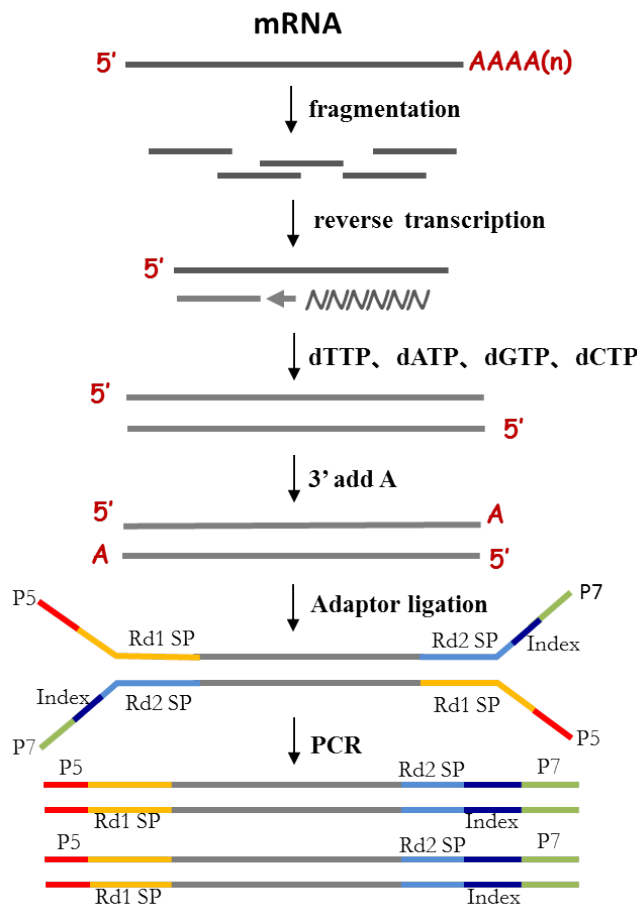 mRNA
5' AAAA(n)
fragmentation
reverse transcription
5'
NNNNNN
dTTP、dATP、dGTP、dCTP
5'
5'
3’ add A
5' A
A 5'
Adaptor ligation
P5 P7
Rd1 SP Rd2 SP Index
Index Rd2 SP Rd1 SP
P7 P5
PCR
P5 Rd2 SP P7
Rd1 SP Index
P5 Rd2 SP P7
Rd1 SP Index